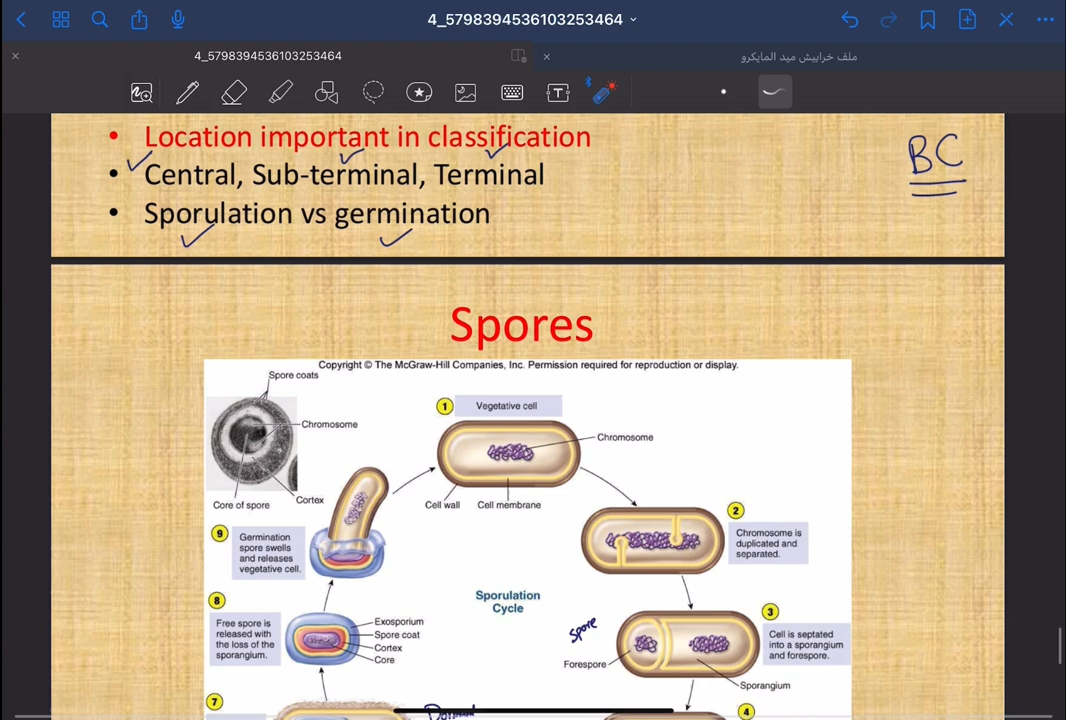 4_5798394536103253464
4_5798394536103253464
ملف خرابيش ميد المايكرو
• Location important in classification
• Central, Sub-terminal, Terminal
• Sporulation vs germination
BC
Spores
Copyright © The McGraw-Hill Companies, Inc. Permission required for reproduction or display.
Spore coats
Chromosome
Cortex
Core of spore
1
Vegetative cell
Chromosome
Cell wall
Cell membrane
2
Chromosome is
duplicated and
separated.
9
Germination
spore swells
and releases
vegetative cell.
Sporulation
Cycle
8
Free spore is
released with
the loss of the
sporangium.
Exosporium
Spore coat
Cortex
Core
3
Cell is septated
into a sporangium
and forespore.
spore
Forespore
Sporangium
7
4